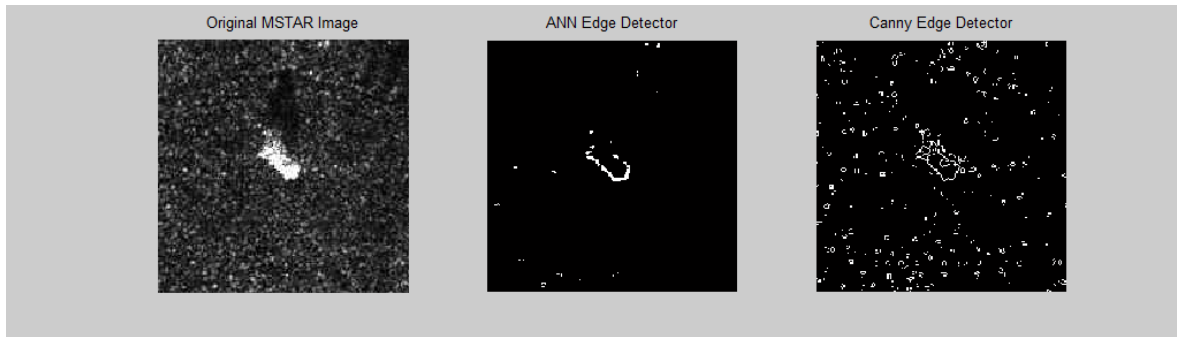 Original MSTAR Image
ANN Edge Detector
Canny Edge Detector